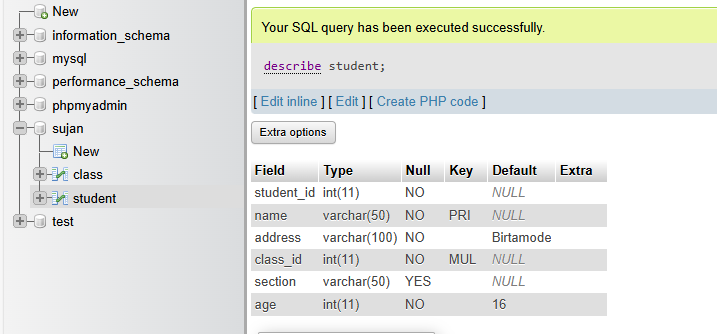 New
information_schema
mysql
performance_schema
phpmyadmin
sujan
New
class
student
test
Your SQL query has been executed successfully.
describe student;
[ Edit inline ] [ Edit ] [ Create PHP code ]
Extra options
Field Type Null Key Default Extra
student_id int(11) NO NULL
name varchar(50) NO PRI NULL
address varchar(100) NO Birtamode
class_id int(11) NO MUL NULL
section varchar(50) YES NULL
age int(11) NO 16